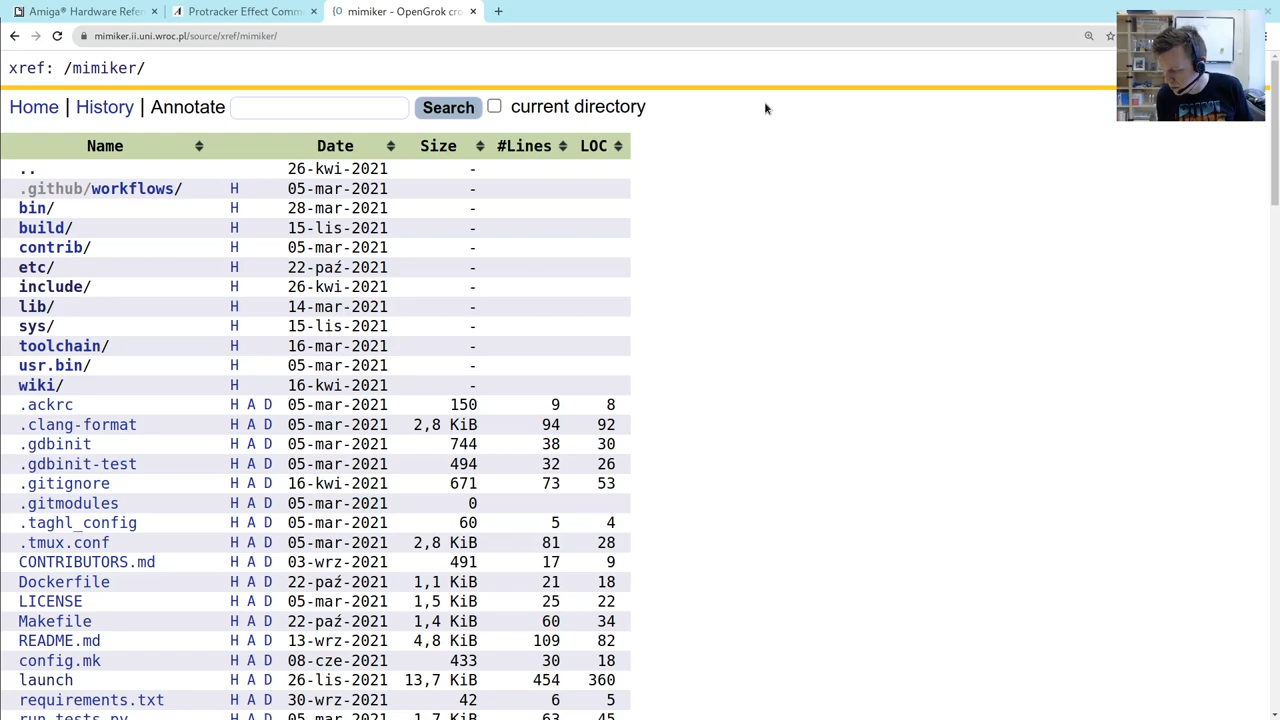 Amiga® Hardware Refer
Protracker Effect Comm
mimiker - OpenGrok cro
mimiker.ii.uni.wroc.pl/source/xref/mimiker/
xref: /mimiker/
Home | History | Annotate Search current directory
Name Date Size #Lines LOC
.. 26-kwi-2021 -
.github/workflows/ H 05-mar-2021 -
bin/ H 28-mar-2021 -
build/ H 15-lis-2021 -
contrib/ H 05-mar-2021 -
etc/ H 22-paź-2021 -
include/ H 26-kwi-2021 -
lib/ H 14-mar-2021 -
sys/ H 15-lis-2021 -
toolchain/ H 16-mar-2021 -
usr.bin/ H 05-mar-2021 -
wiki/ H 16-kwi-2021 -
.ackrc H A D 05-mar-2021 150 9 8
.clang-format H A D 05-mar-2021 2,8 KiB 94 92
.gdbinit H A D 05-mar-2021 744 38 30
.gdbinit-test H A D 05-mar-2021 494 32 26
.gitignore H A D 16-kwi-2021 671 73 53
.gitmodules H A D 05-mar-2021 0
.taghl_config H A D 05-mar-2021 60 5 4
.tmux.conf H A D 05-mar-2021 2,8 KiB 81 28
CONTRIBUTORS.md H A D 03-wrz-2021 491 17 9
Dockerfile H A D 22-paź-2021 1,1 KiB 21 18
LICENSE H A D 05-mar-2021 1,5 KiB 25 22
Makefile H A D 22-paź-2021 1,4 KiB 60 34
README.md H A D 13-wrz-2021 4,8 KiB 109 82
config.mk H A D 08-cze-2021 433 30 18
launch H A D 26-lis-2021 13,7 KiB 454 360
requirements.txt H A D 30-wrz-2021 42 6 5
run_tests.py H A D 05-mar-2021 1,7 KiB 63 45